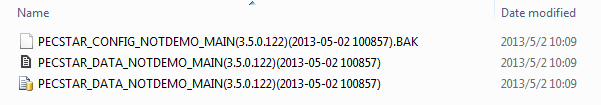 Name Date modified
PECSTAR_CONFIG_NOTDEMO_MAIN(3.5.0.122)(2013-05-02 100857).BAK 2013/5/2 10:09
PECSTAR_DATA_NOTDEMO_MAIN(3.5.0.122)(2013-05-02 100857) 2013/5/2 10:09
PECSTAR_DATA_NOTDEMO_MAIN(3.5.0.122)(2013-05-02 100857) 2013/5/2 10:09